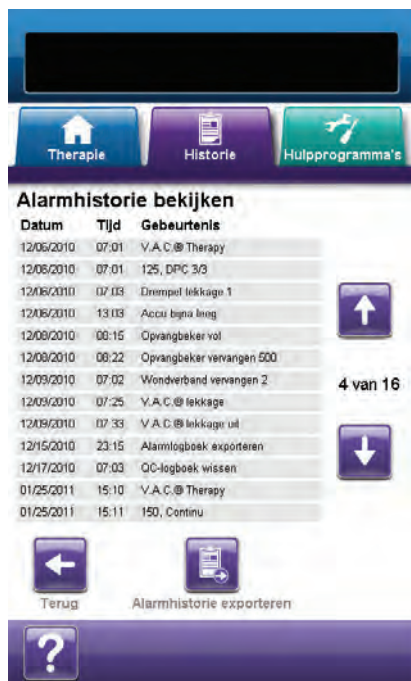 Therapie Historie Hulpprogramma's
Alarmhistorie bekijken
Datum Tijd Gebeurtenis
12/06/2010 07:01 V.A.C.® Therapy
12/06/2010 07:01 125, DPC 3/3
12/06/2010 07:03 Drempel lekkage 1
12/06/2010 13:03 Accu bijna leeg
12/08/2010 08:15 Opvangbeker vol
12/08/2010 08:22 Opvangbeker vervangen 500
12/09/2010 07:02 Wondverband vervangen 2
12/09/2010 07:25 V.A.C.® lekkage
12/09/2010 07:33 V.A.C.® lekkage uit
12/15/2010 23:15 Alarmlogboek exporteren
12/17/2010 07:03 QC-logboek wissen
01/25/2011 15:10 V.A.C.® Therapy
01/25/2011 15:11 150, Continu
4 van 16
Terug Alarmhistorie exporteren
?